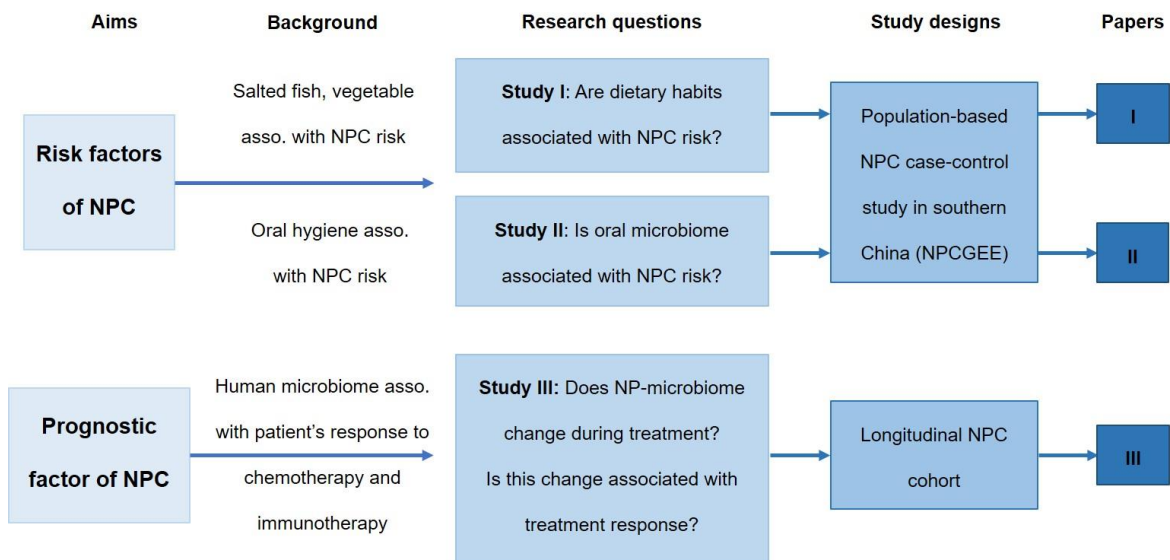 Aims
Background
Research questions
Study designs
Papers
Risk factors
of NPC
Salted fish, vegetable
asso. with NPC risk
Oral hygiene asso.
with NPC risk
Study I: Are dietary habits
associated with NPC risk?
Study II: Is oral microbiome
associated with NPC risk?
Population-based
NPC case-control
study in southern
China (NPCGEE)
I
II
Prognostic
factor of NPC
Human microbiome asso.
with patient’s response to
chemotherapy and
immunotherapy
Study III: Does NP-microbiome
change during treatment?
Is this change associated with
treatment response?
Longitudinal NPC
cohort
III